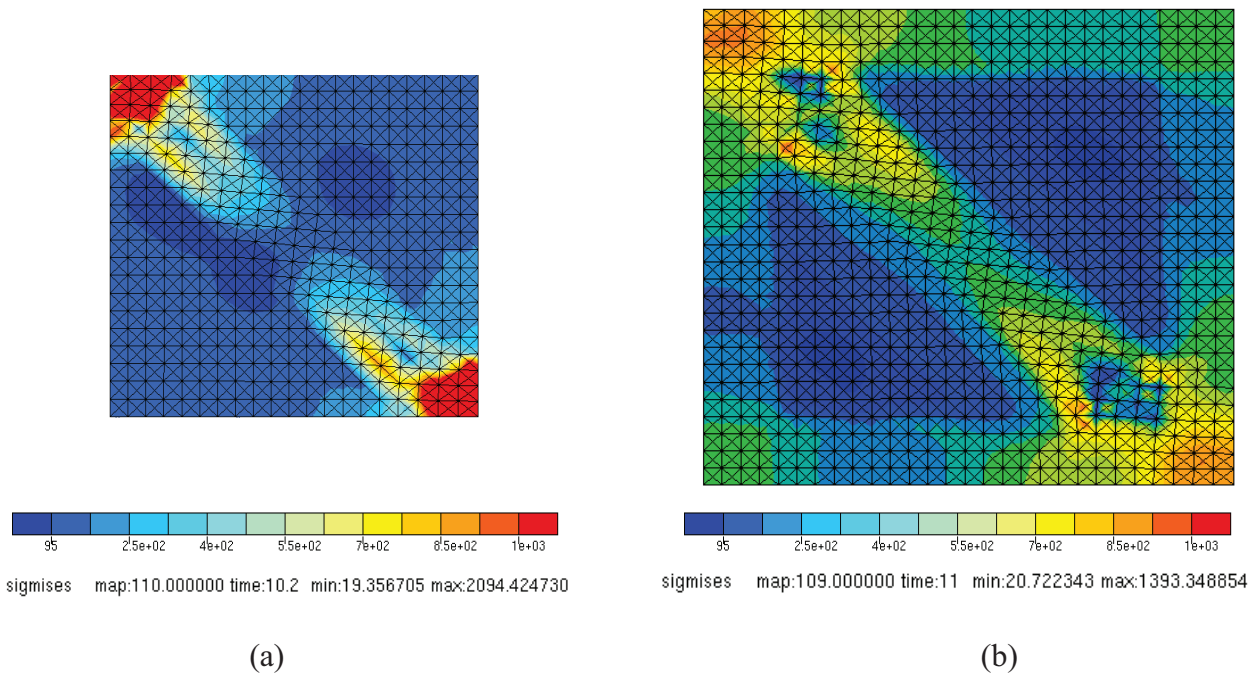 95 2.5e+02 4e+02 5.5e+02 7e+02 8.5e+02 1e+03
sigmises map:110.000000 time:10.2 min:19.356705 max:2094.424730
(a)
95 2.5e+02 4e+02 5.5e+02 7e+02 8.5e+02 1e+03
sigmises map:109.000000 time:11 min:20.722343 max:1393.348854
(b)